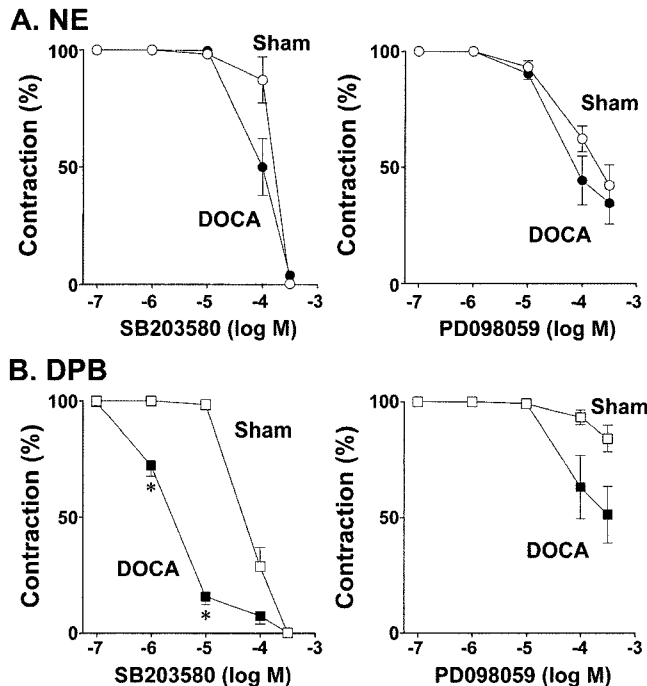 A. NE
100
50
0
Contraction (%)
Sham
DOCA
-7 -6 -5 -4 -3
SB203580 (log M)
100
50
0
Contraction (%)
Sham
DOCA
-7 -6 -5 -4 -3
PD098059 (log M)
B. DPB
100
50
0
Contraction (%)
Sham
DOCA
*
*
-7 -6 -5 -4 -3
SB203580 (log M)
100
50
0
Contraction (%)
Sham
DOCA
-7 -6 -5 -4 -3
PD098059 (log M)